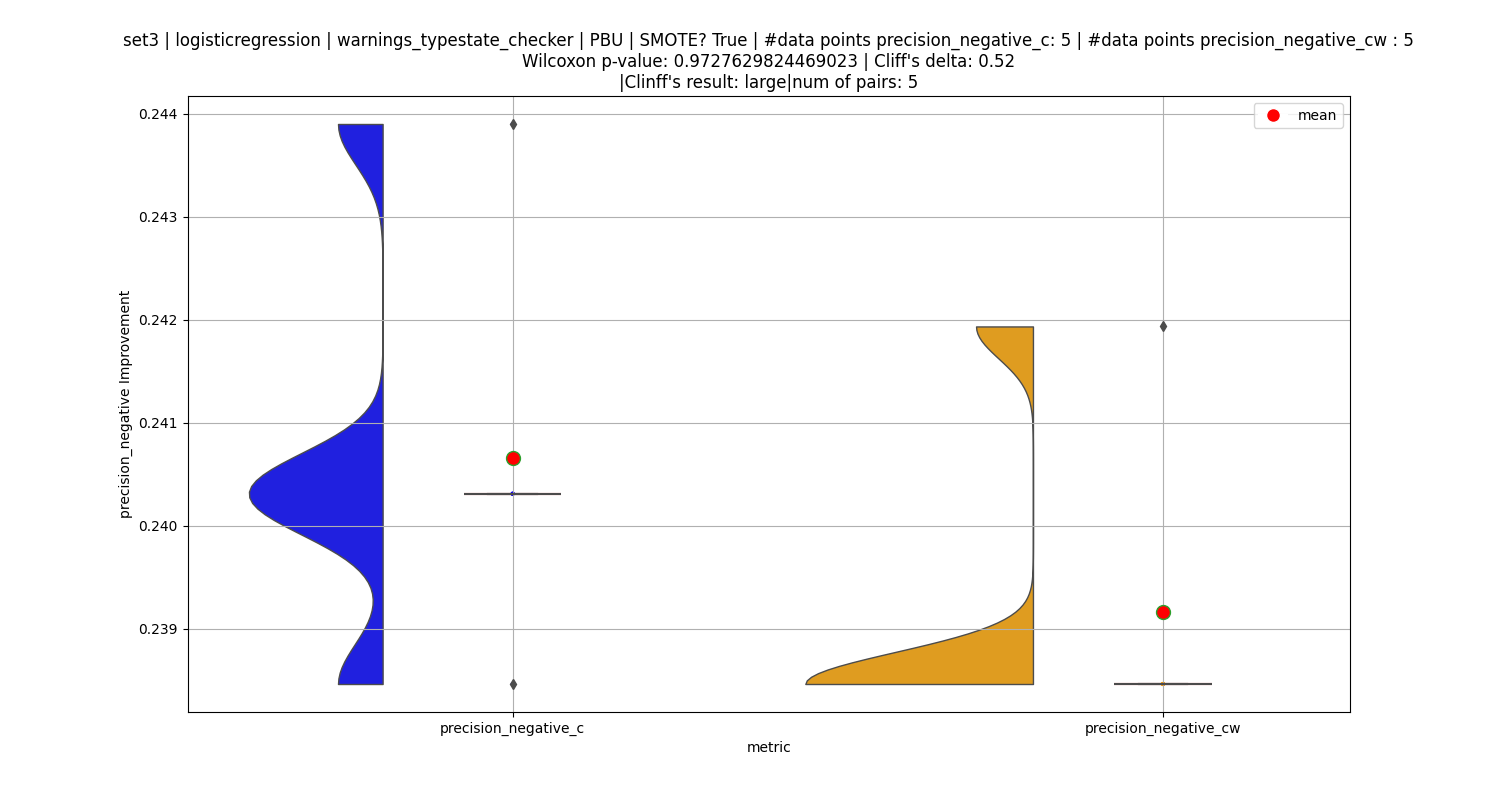 set3 | logisticregression | warnings_typestate_checker | PBU | SMOTE? True | #data points precision_negative_c: 5 | #data points precision_negative_cw : 5
Wilcoxon p-value: 0.9727629824469023 | Cliff's delta: 0.52
|Clinff's result: large|num of pairs: 5
mean
0.244
0.243
0.242
0.241
0.240
0.239
precision_negative Improvement
precision_negative_c
precision_negative_cw
metric